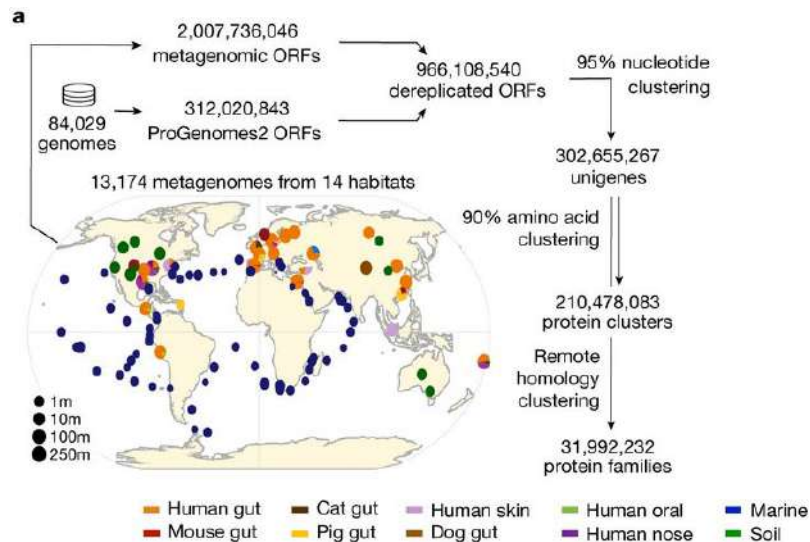 a
2,007,736,046
metagenomic ORFs
84,029
genomes
312,020,843
ProGenomes2 ORFs
966,108,540
dereplicated ORFs
95% nucleotide
clustering
302,655,267
unigenes
13,174 metagenomes from 14 habitats
90% amino acid
clustering
210,478,083
protein clusters
Remote
homology
clustering
31,992,232
protein families
1m
10m
100m
250m
Human gut
Cat gut
Human skin
Human oral
Marine
Mouse gut
Pig gut
Dog gut
Human nose
Soil